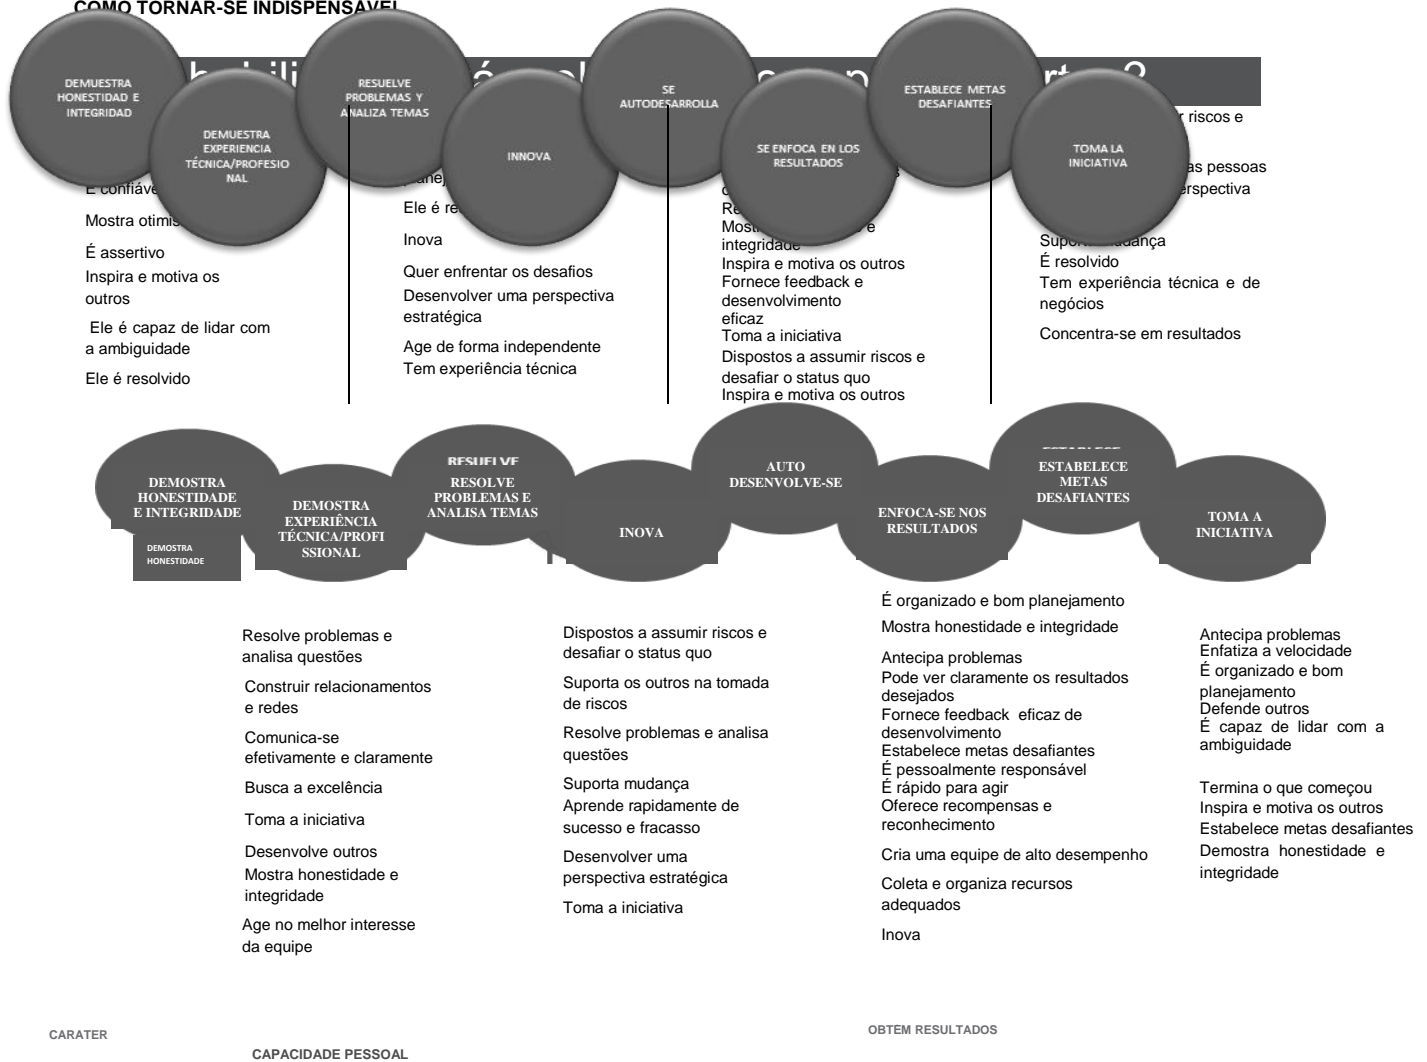 COMO TORNAR-SE INDISPENSÁVEL
DEMUESTRA
HONESTIDAD E
INTEGRIDAD
DEMUESTRA
EXPERIENCIA
TÉCNICA/PROFESIO
NAL
RESUELVE
PROBLEMAS Y
ANALIZA TEMAS
INNOVA
SE
AUTODESARROLLA
SE ENFOCA EN LOS
RESULTADOS
ESTABLECE METAS
DESAFIANTES
TOMA LA
INICIATIVA
É
Mostra
É assertivo
Inspira e motiva os
outros
Ele é capaz de lidar com
a ambiguidade
Ele é resolvido
Ele é
Inova
Quer enfrentar os desafios
Desenvolver uma perspectiva
estratégica
Age de forma independente
Tem experiência técnica
e
integridade
Inspira e motiva os outros
Fornece feedback e
desenvolvimento
eficaz
Toma a iniciativa
Dispostos a assumir riscos e
desafiar o status quo
Inspira e motiva os outros
riscos e
pessoas
É resolvido
Tem experiência técnica e de
negócios
Concentra-se em resultados
DEMOSTRA
HONESTIDADE
E INTEGRIDADE
DEMOSTRA
HONESTIDADE
DEMOSTRA
EXPERIÊNCIA
TÉCNICA/PROFI
SSIONAL
RESUELVE
RESOLVE
PROBLEMAS E
ANALISA TEMAS
INOVA
AUTO
DESENVOLVE-SE
ENFOCA-SE NOS
RESULTADOS
ESTABELECE
METAS
DESAFIANTES
TOMA A
INICIATIVA
Resolve problemas e
analisa questões
Construir relacionamentos
e redes
Comunica-se
efetivamente e claramente
Busca a excelência
Toma a iniciativa
Desenvolve outros
Mostra honestidade e
integridade
Age no melhor interesse
da equipe
Dispostos a assumir riscos e
desafiar o status quo
Suporta os outros na tomada
de riscos
Resolve problemas e analisa
questões
Suporta mudança
Aprende rapidamente de
sucesso e fracasso
Desenvolver uma
perspectiva estratégica
Toma a iniciativa
É organizado e bom planejamento
Mostra honestidade e integridade
Antecipa problemas
Pode ver claramente os resultados
desejados
Fornece feedback eficaz de
desenvolvimento
Estabelece metas desafiantes
É pessoalmente responsável
É rápido para agir
Oferece recompensas e
reconhecimento
Cria uma equipe de alto desempenho
Coleta e organiza recursos
adequados
Inova
Antecipa problemas
Enfatiza a velocidade
É organizado e bom
planejamento
Defende outros
É capaz de lidar com a
ambiguidade
Termina o que começou
Inspira e motiva os outros
Estabelece metas desafiantes
Demostra honestidade e
integridade
CARATER
CAPACIDADE PESSOAL
OBTEM RESULTADOS